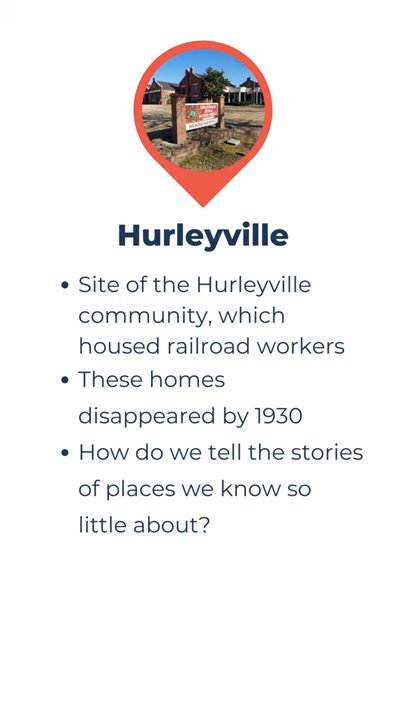 Hurleyville
• Site of the Hurleyville
community, which
housed railroad workers
• These homes
disappeared by 1930
• How do we tell the stories
of places we know so
little about?